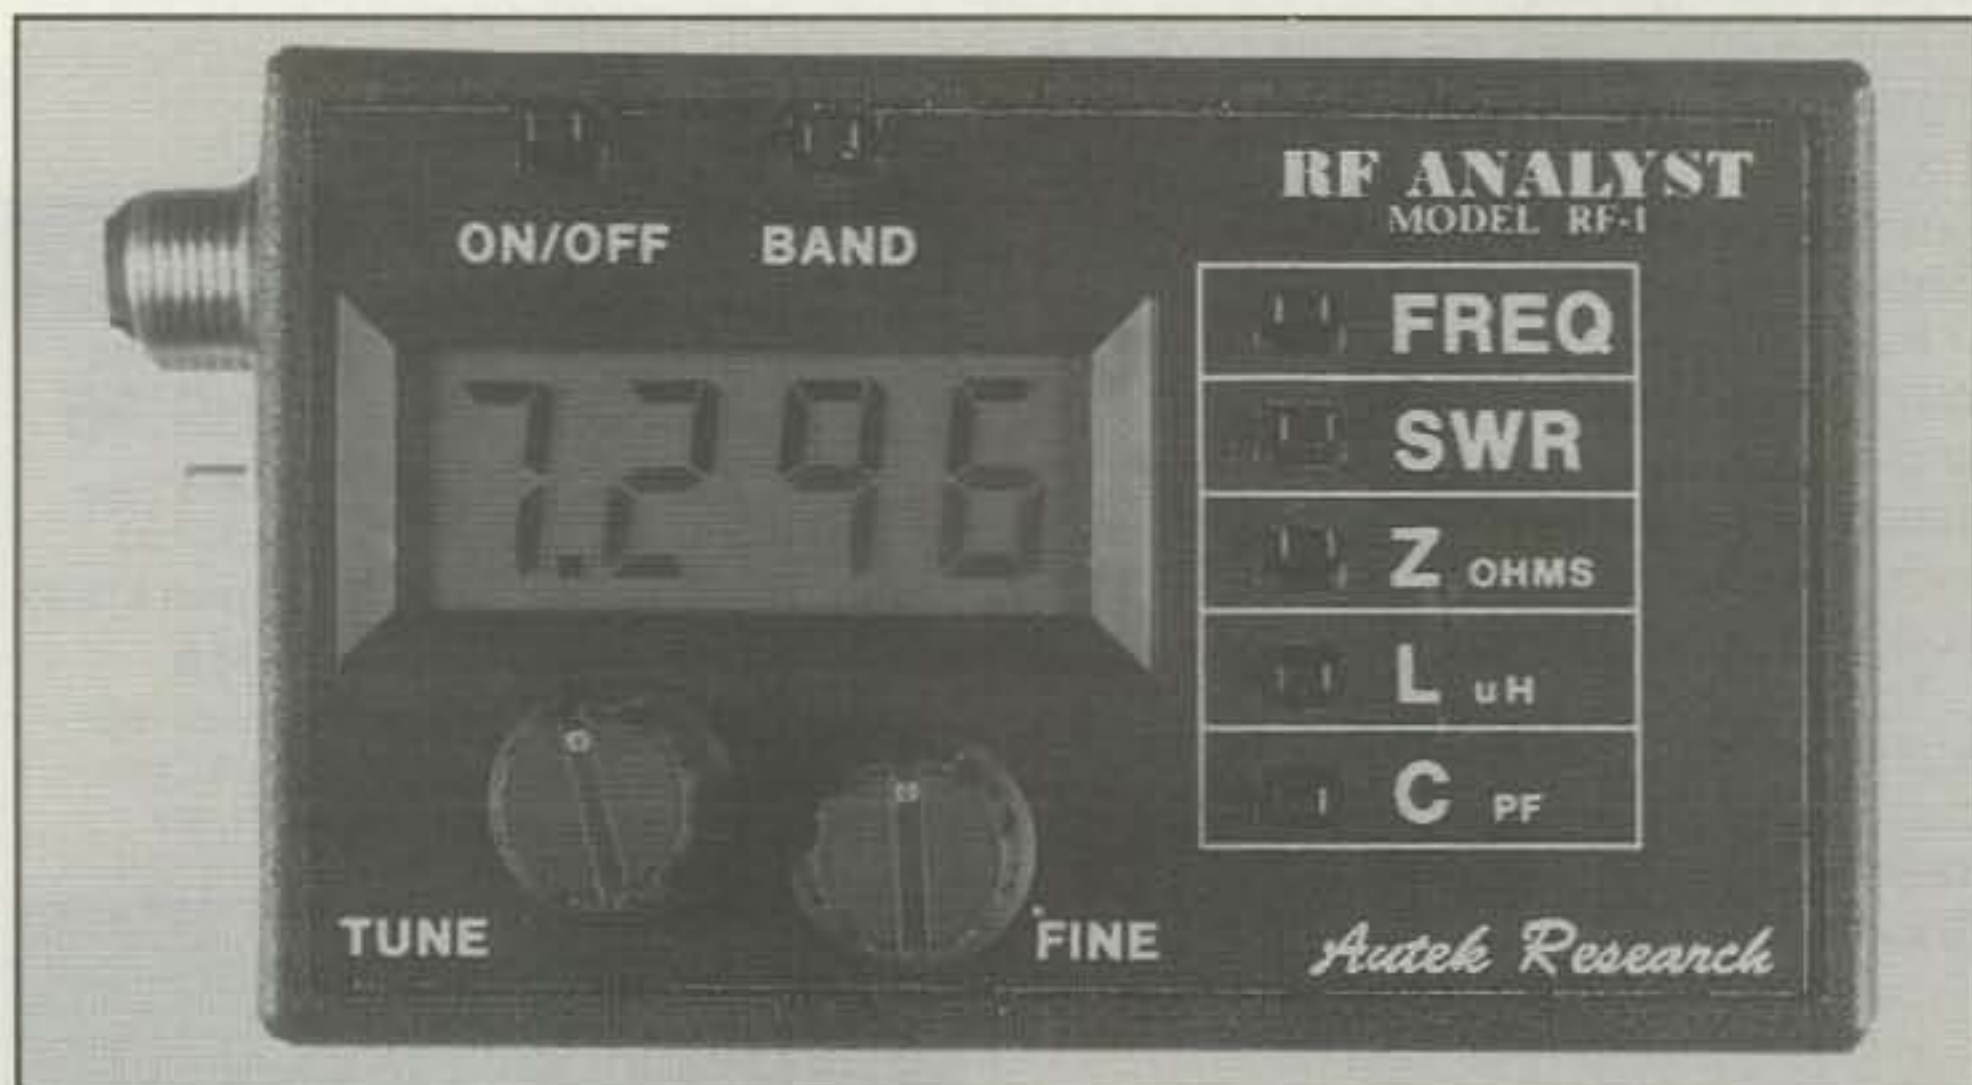 RF ANALYST
MODEL RF-1
ON/OFF BAND
7.296
FREQ
SWR
Z OHMS
L uH
C PF
TUNE
FINE
Autek Research